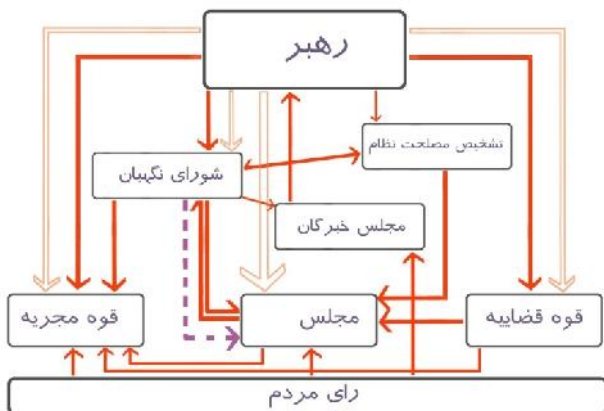 رهبر
تشخیص مصلحت نظام
شورای نگهبان
مجلس خبرگان
قوه قضاییه
مجلس
قوه مجریه
رای مردم